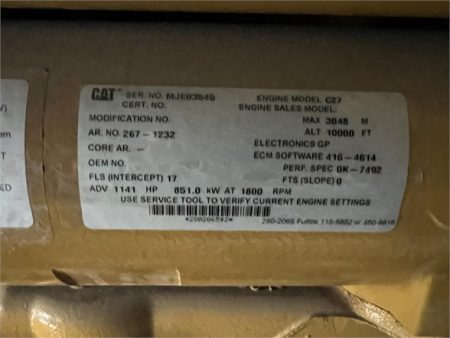 CAT SER. NO. MJE03545 ENGINE MODEL C27
CERT. NO. ENGINE SALES MODEL:
MODIFICATION NO. MAX 3048 M
ALT 10000 FT
AR. NO. 267-1232 ELECTRONICS GP
CORE AR. - ECM SOFTWARE 416-4614
OEM NO. PERF. SPEC 0K-7492
FLS (INTERCEPT) 17 FTS (SLOPE) 0
ADV 1141 HP 851.0 kW AT 1800 RPM
USE SERVICE TOOL TO VERIFY CURRENT ENGINE SETTINGS
V)
em
ED